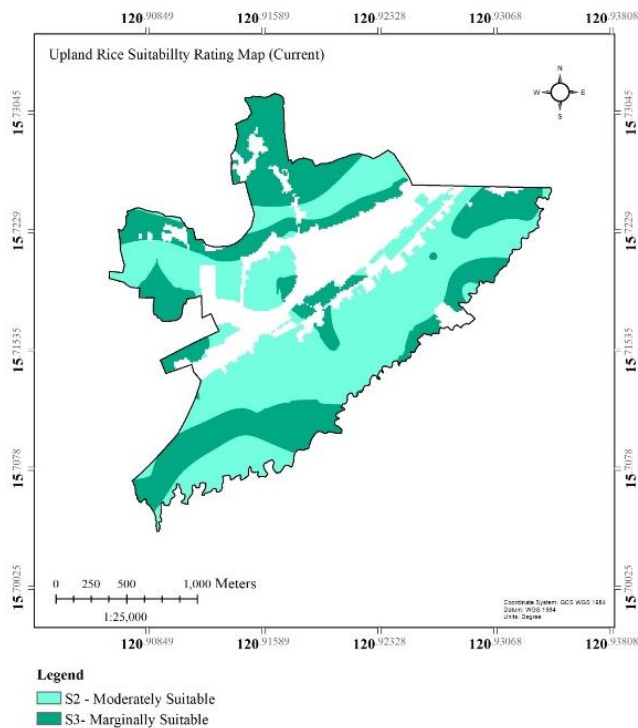 120.90849 120.91589 120.92328 120.93068 120.93808
Upland Rice Suitabillty Rating Map (Current)
N
W E
S
15.73045 15.73045
15.7229 15.7229
15.71535 15.71535
15.7078 15.7078
15.70025 15.70025
0 250 500 1,000 Meters
1:25,000
Coordinate System: GCS WGS 1984
Datum: WGS 1984
Units: Degree
120.90849 120.91589 120.92328 120.93068 120.93808
Legend
S2 - Moderately Suitable
S3- Marginally Suitable